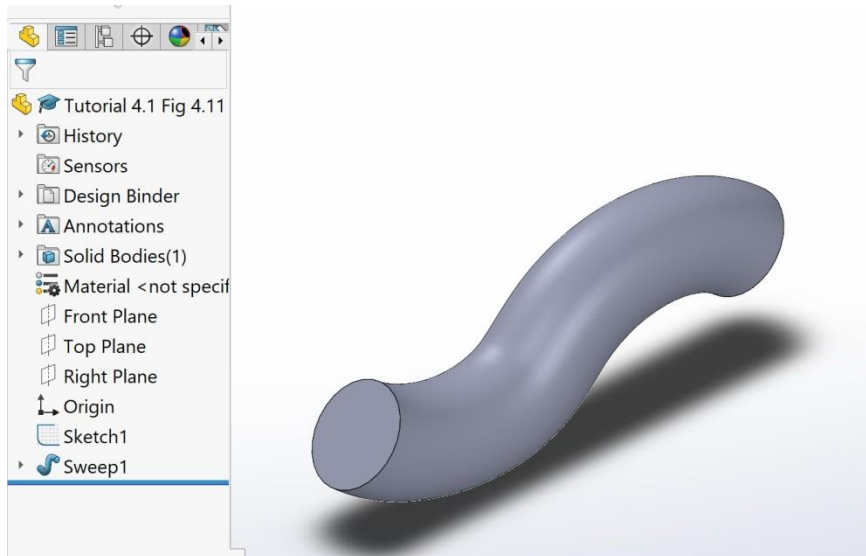 Tutorial 4.1 Fig 4.11
History
Sensors
Design Binder
Annotations
Solid Bodies(1)
Material <not specif
Front Plane
Top Plane
Right Plane
Origin
Sketch1
Sweep1